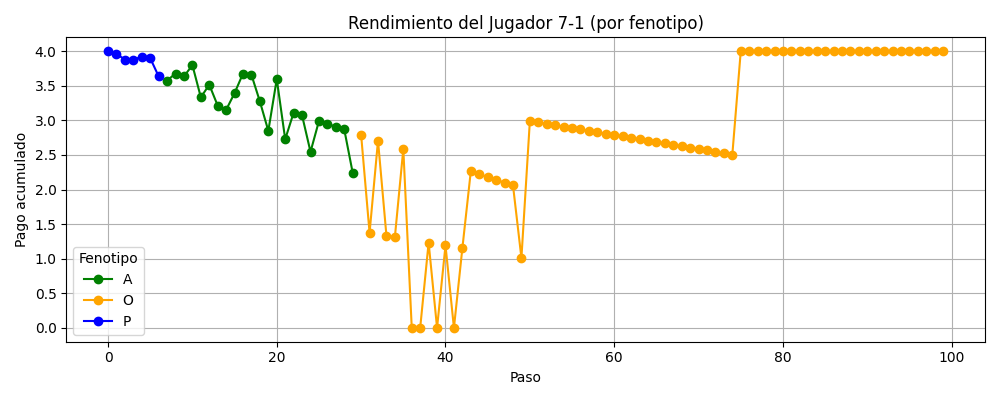 Rendimiento del Jugador 7-1 (por fenotipo)
Pago acumulado
4.0
3.5
3.0
2.5
2.0
1.5
1.0
0.5
0.0
Fenotipo
A
O
P
0
20
40
60
80
100
Paso